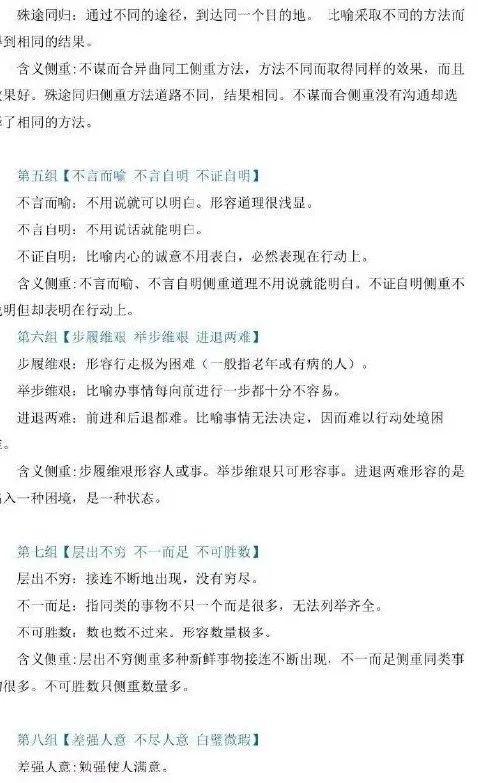 殊途同归：通过不同的途径，到达同一个目的地。 比喻采取不同的方法而
得到相同的结果。
含义侧重:不谋而合异曲同工侧重方法，方法不同而取得同样的效果，而且
效果好。殊途同归侧重方法道路不同，结果相同。不谋而合侧重没有沟通却选
择了相同的方法。
第五组【不言而喻 不言自明 不证自明】
不言而喻：不用说就可以明白。形容道理很浅显。
不言自明：不用说话就能明白。
不证自明：比喻内心的诚意不用表白，必然表现在行动上。
含义侧重:不言而喻、不言自明侧重道理不用说就能明白。不证自明侧重不
说明但却表明在行动上。
第六组【步履维艰 举步维艰 进退两难】
步履维艰：形容行走极为困难（一般指老年或有病的人）。
举步维艰：比喻办事情每向前进行一步都十分不容易。
进退两难：前进和后退都难。比喻事情无法决定，因而难以行动处境困
难。
含义侧重:步履维艰形容人或事。举步维艰只可形容事。进退两难形容的是
陷入一种困境，是一种状态。
第七组【层出不穷 不一而足 不可胜数】
层出不穷：接连不断地出现，没有穷尽。
不一而足：指同类的事物不只一个而是很多，无法列举齐全。
不可胜数：数也数不过来。形容数量极多。
含义侧重:层出不穷侧重多种新鲜事物接连不断出现，不一而足侧重同类事
物很多。不可胜数只侧重数量多。
第八组【差强人意 不尽人意 白璧微瑕】
差强人意:勉强使人满意。